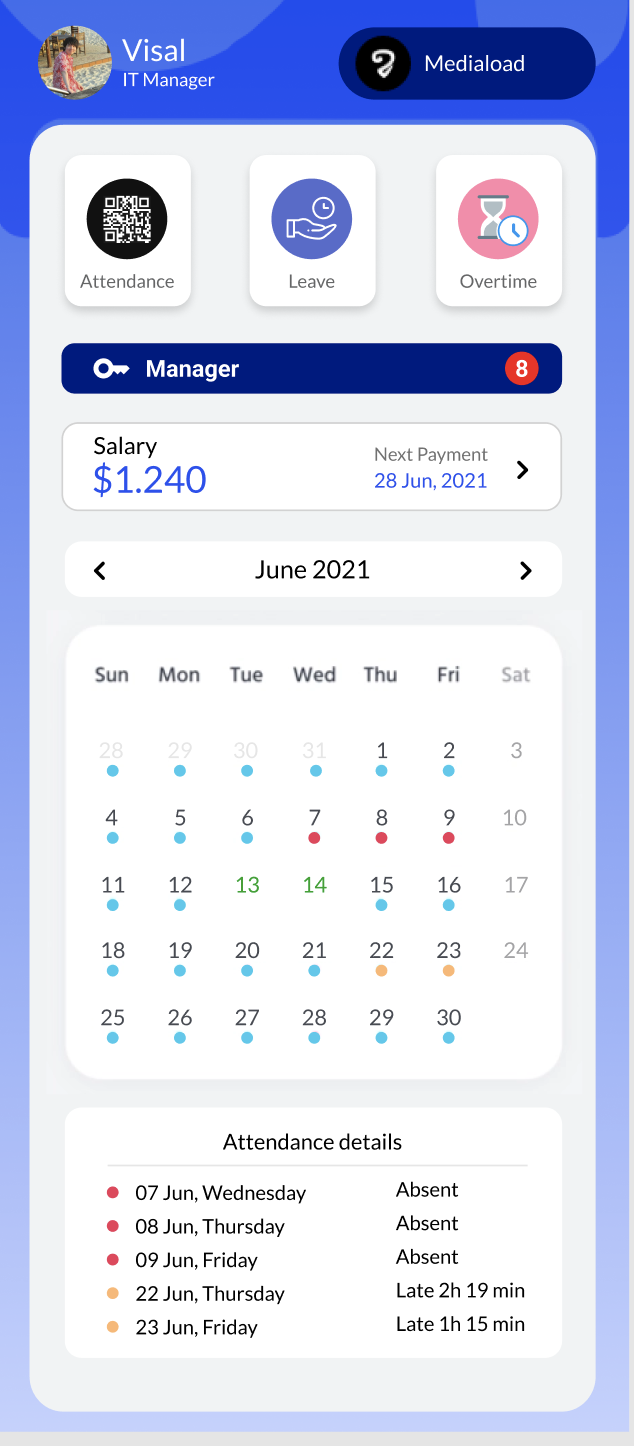 Visal
IT Manager
Mediaload
Attendance
Leave
Overtime
Manager
8
Salary
$1.240
Next Payment
28 Jun, 2021
June 2021
Sun Mon Tue Wed Thu Fri Sat
28 29 30 31 1 2 3
4 5 6 7 8 9 10
11 12 13 14 15 16 17
18 19 20 21 22 23 24
25 26 27 28 29 30
Attendance details
07 Jun, Wednesday Absent
08 Jun, Thursday Absent
09 Jun, Friday Absent
22 Jun, Thursday Late 2h 19 min
23 Jun, Friday Late 1h 15 min